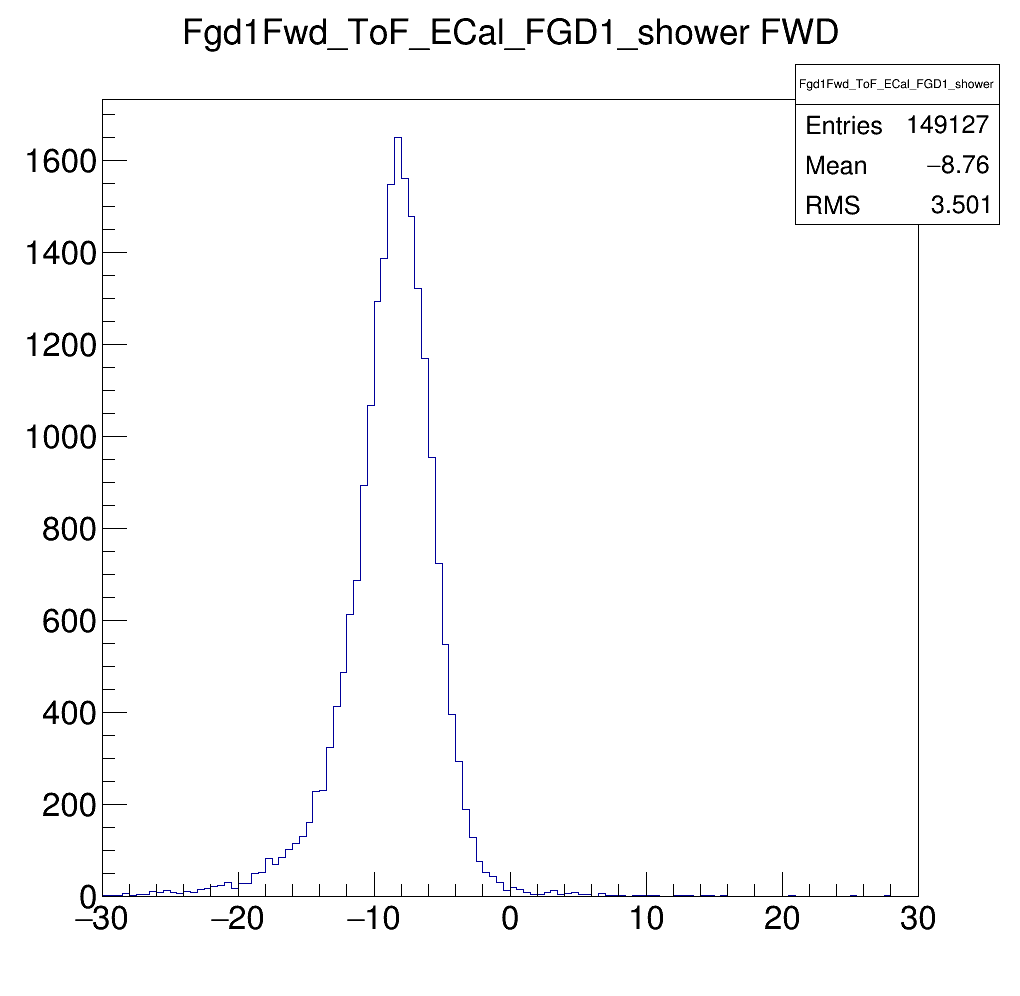 Fgd1Fwd_ToF_ECal_FGD1_shower FWD
Fgd1Fwd_ToF_ECal_FGD1_shower
Entries 149127
Mean −8.76
RMS 3.501
1600
1400
1200
1000
800
600
400
200
0
−30 −20 −10 0 10 20 30